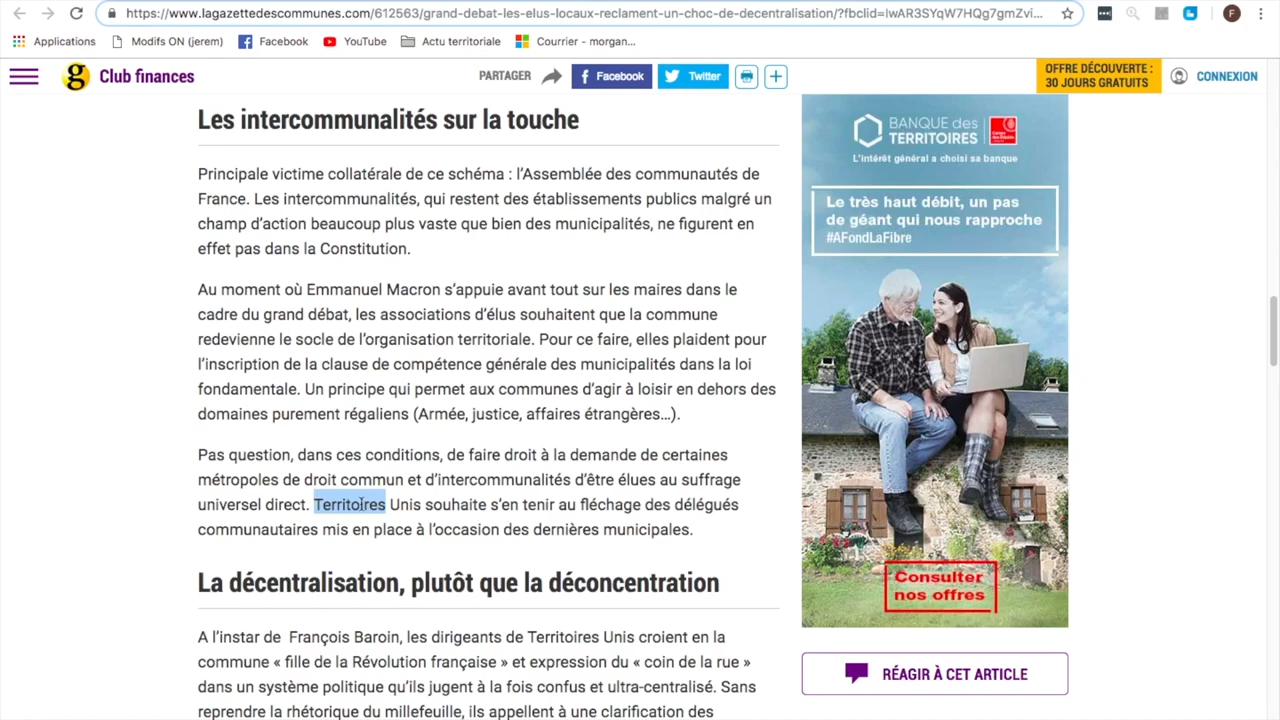 https://www.lagazettedescommunes.com/612563/grand-debat-les-elus-locaux-reclament-un-choc-de-decentralisation/?fbclid=IwAR3SYqW7HQg7gmZvi...
F
Applications
Modifs ON (jerem)
Facebook
YouTube
Actu territoriale
Courrier - morgan...
g
Club finances
PARTAGER
Facebook
Twitter
OFFRE DÉCOUVERTE :
30 JOURS GRATUITS
CONNEXION
Les intercommunalités sur la touche
Principale victime collatérale de ce schéma : l’Assemblée des communautés de
France. Les intercommunalités, qui restent des établissements publics malgré un
champ d’action beaucoup plus vaste que bien des municipalités, ne figurent en
effet pas dans la Constitution.
Au moment où Emmanuel Macron s’appuie avant tout sur les maires dans le
cadre du grand débat, les associations d’élus souhaitent que la commune
redevienne le socle de l’organisation territoriale. Pour ce faire, elles plaident pour
l’inscription de la clause de compétence générale des municipalités dans la loi
fondamentale. Un principe qui permet aux communes d’agir à loisir en dehors des
domaines purement régaliens (Armée, justice, affaires étrangères…).
Pas question, dans ces conditions, de faire droit à la demande de certaines
métropoles de droit commun et d’intercommunalités d’être élues au suffrage
universel direct. Territoires Unis souhaite s’en tenir au fléchage des délégués
communautaires mis en place à l’occasion des dernières municipales.
La décentralisation, plutôt que la déconcentration
A l’instar de  François Baroin, les dirigeants de Territoires Unis croient en la
commune « fille de la Révolution française » et expression du « coin de la rue »
dans un système politique qu’ils jugent à la fois confus et ultra-centralisé. Sans
reprendre la rhétorique du millefeuille, ils appellent à une clarification des
BANQUE des
TERRITOIRES
L’intérêt général a choisi sa banque
Le très haut débit, un pas
de géant qui nous rapproche
#AFondLaFibre
Consulter
nos offres
RÉAGIR À CET ARTICLE